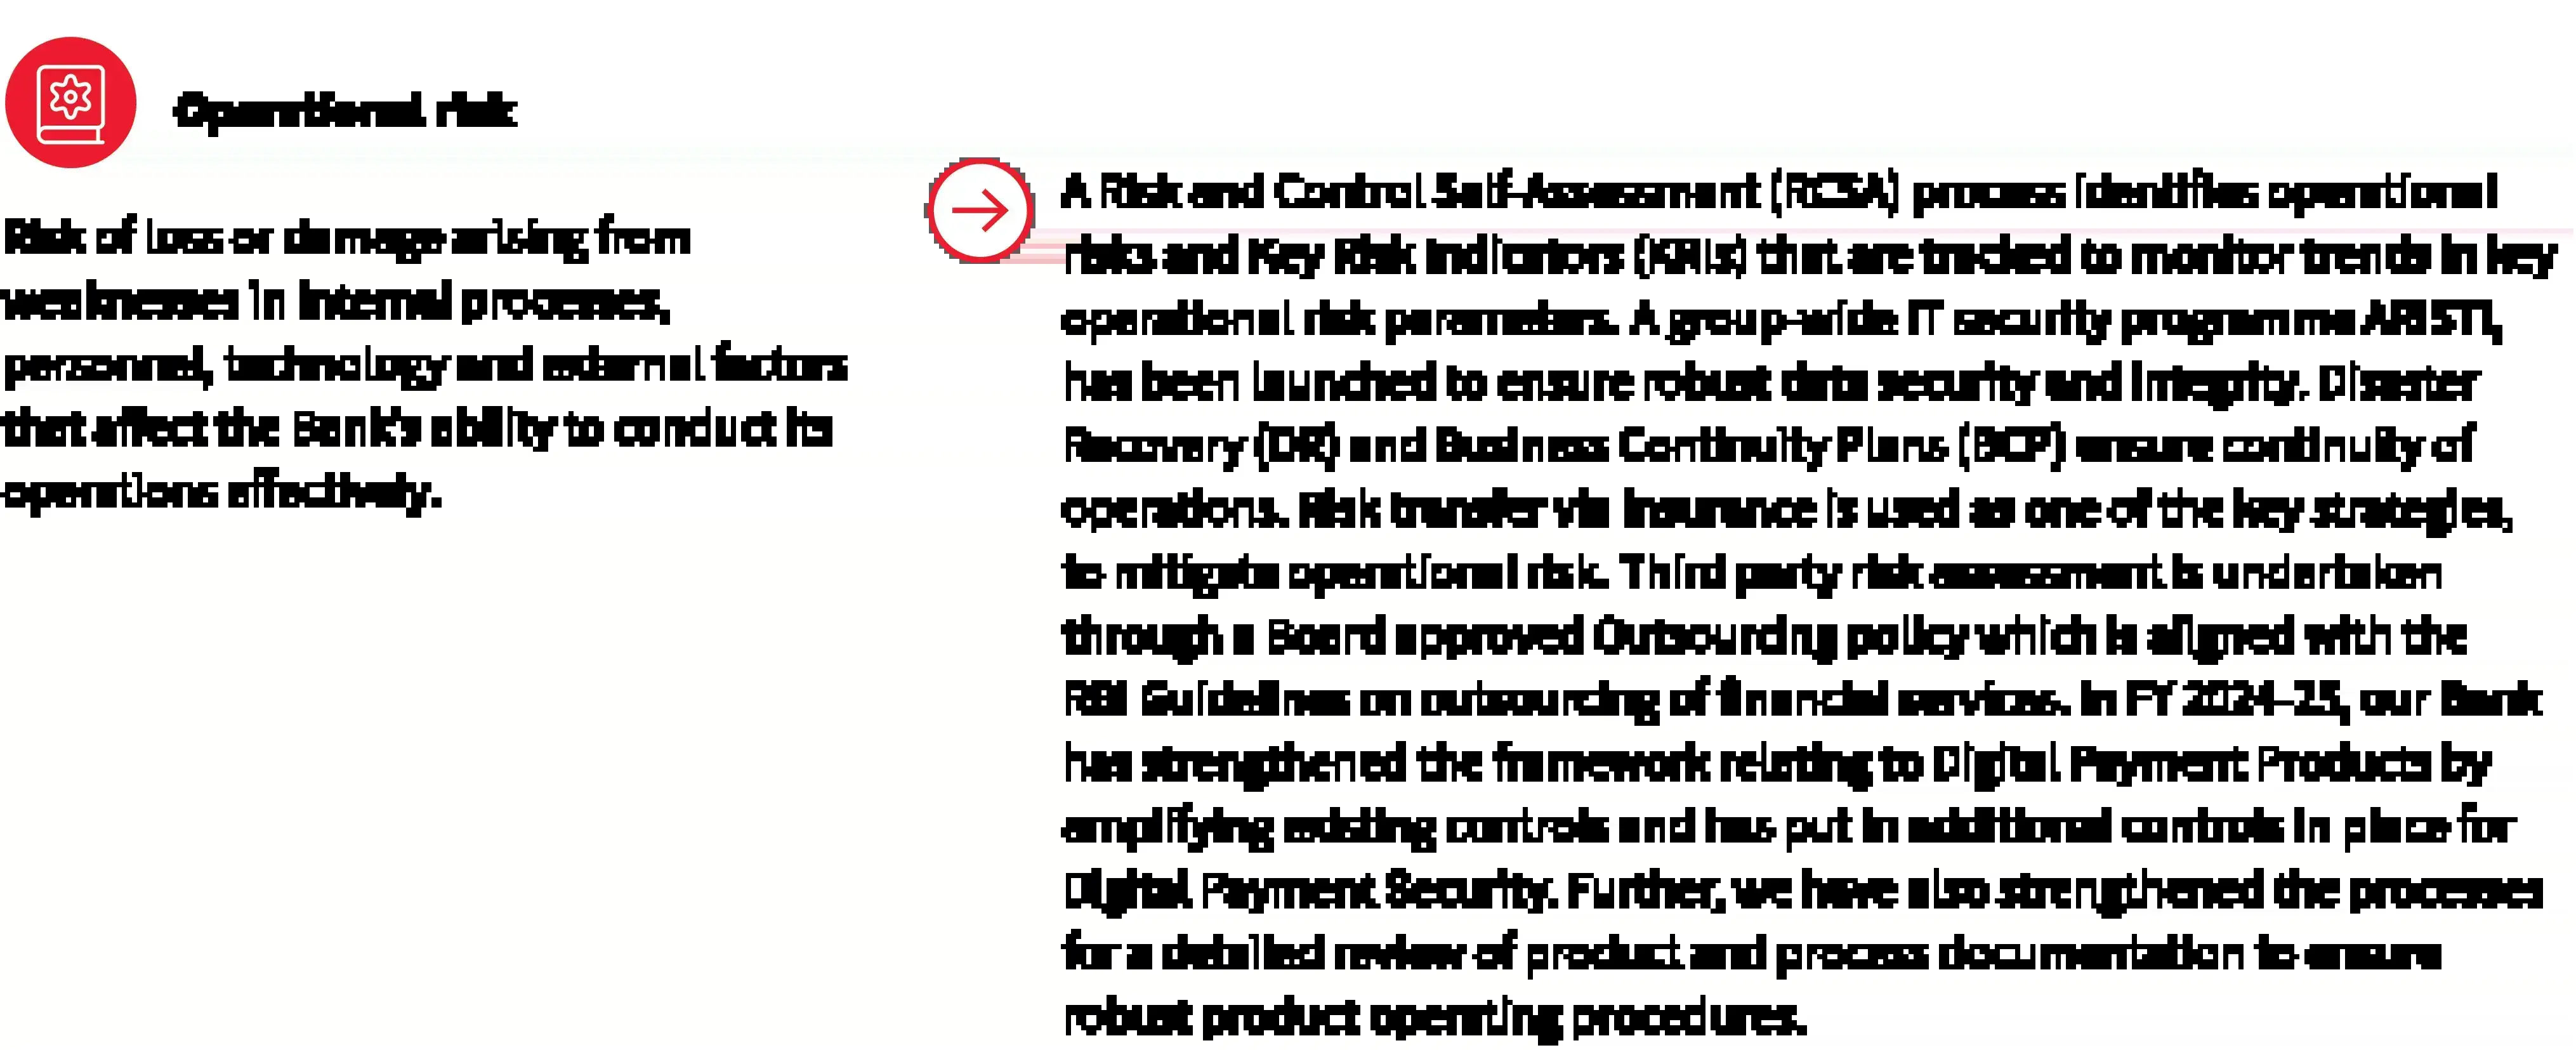 Operational risk
Risk of loss or damage arising from
weaknesses in internal processes,
personnel, technology and external factors
that affect the Bank's ability to conduct its
operations effectively.
A Risk and Control Self-Assessment (RCSA) process identifies operational
risks and Key Risk Indicators (KRIs) that are tracked to monitor trends in key
operational risk parameters. A group-wide IT security programme
has been launched to ensure robust data security and integrity. Disaster
Recovery (DR) and Business Continuity Plans (BCP) ensure continuity of
operations. Risk transfer via insurance is used as one of the key strategies,
to mitigate operational risk. Third party risk assessment is undertaken
through a Board approved Outsourcing policy which is aligned with the
RBI Guidelines on outsourcing of financial services. In FY 2024-25, our Bank
has strengthened the framework relating to Digital Payment Products by
amplifying existing controls and has put in additional controls in place for
Digital Payment Security. Further, we have also strengthened the processes
for a detailed review of product and process documentation to ensure
robust product operating procedures.